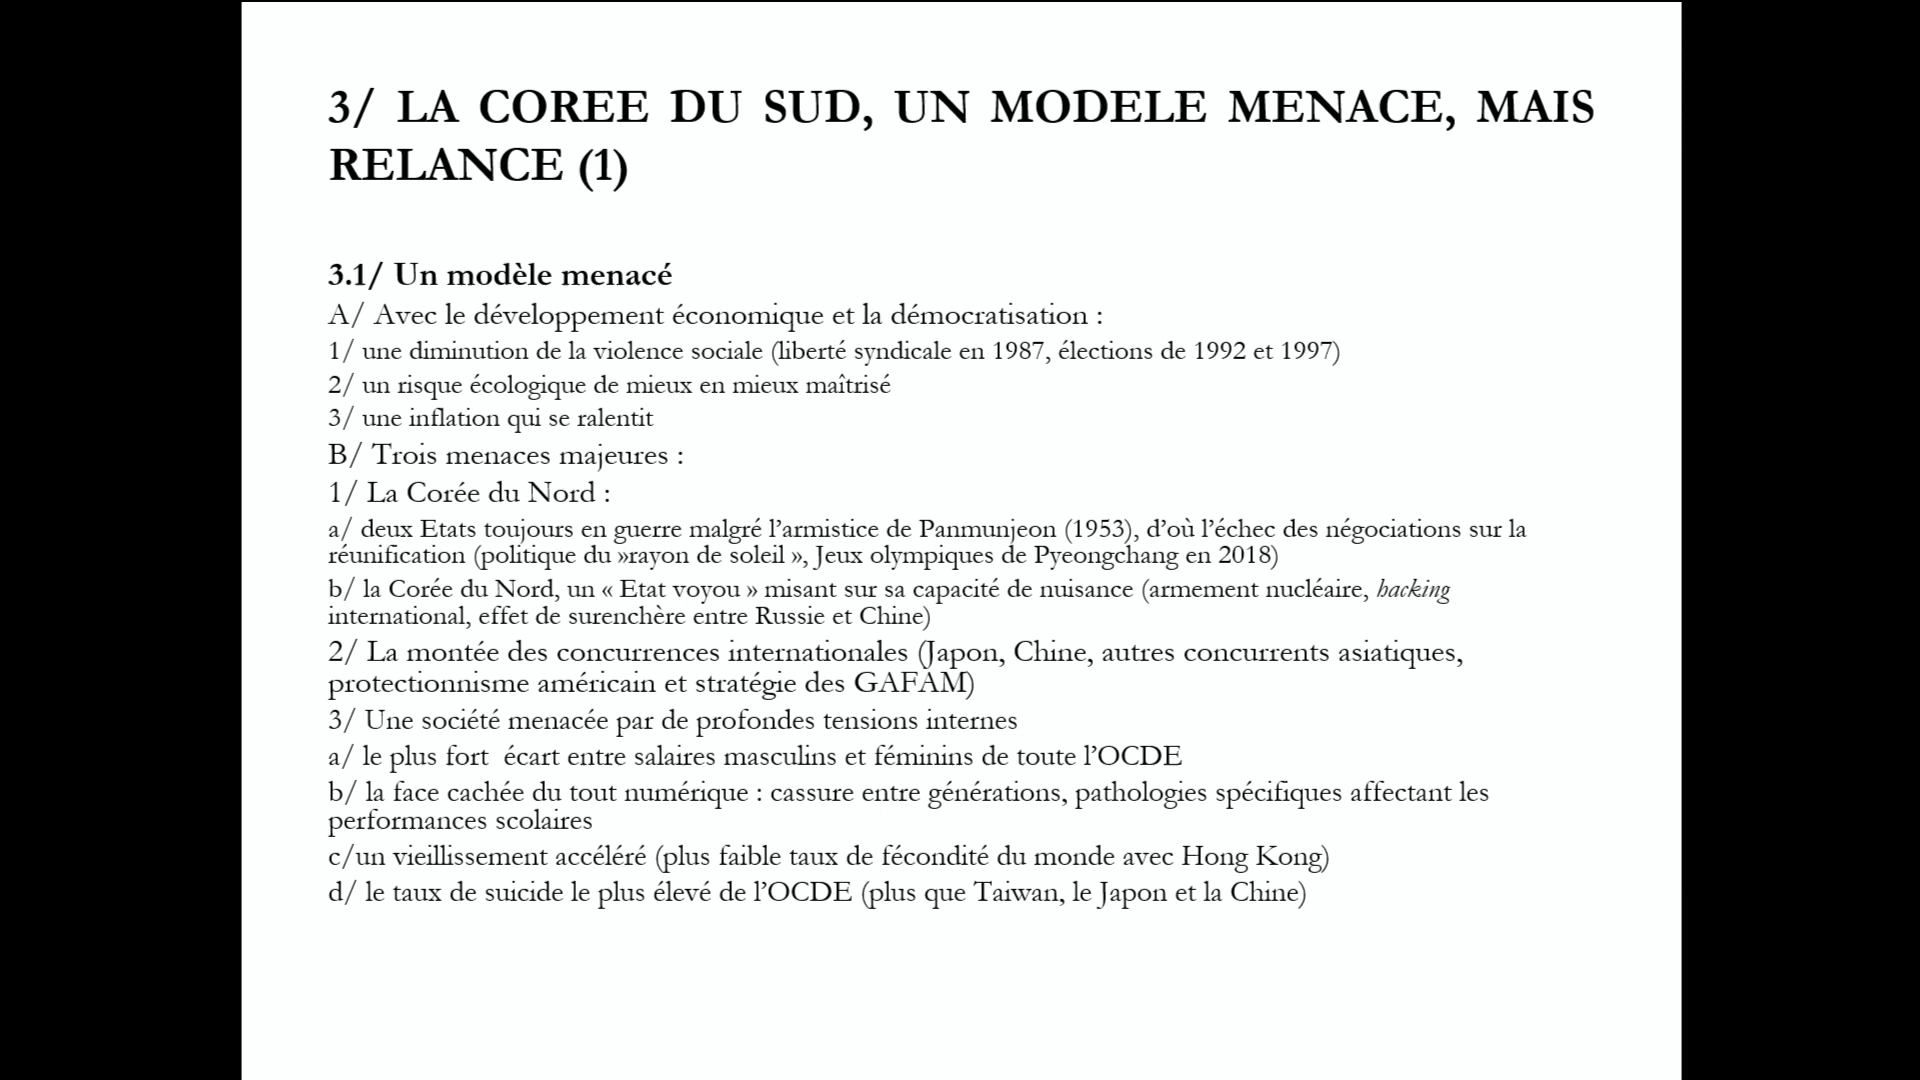 3/ LA COREE DU SUD, UN MODELE MENACE, MAIS
RELANCE (1)
3.1/ Un modèle menacé
A/ Avec le développement économique et la démocratisation :
1/ une diminution de la violence sociale (liberté syndicale en 1987, élections de 1992 et 1997)
2/ un risque écologique de mieux en mieux maîtrisé
3/ une inflation qui se ralentit
B/ Trois menaces majeures :
1/ La Corée du Nord :
a/ deux Etats toujours en guerre malgré l’armistice de Panmunjeon (1953), d’où l’échec des négociations sur la
réunification (politique du »rayon de soleil », Jeux olympiques de Pyeongchang en 2018)
b/ la Corée du Nord, un « Etat voyou » misant sur sa capacité de nuisance (armement nucléaire, hacking
international, effet de surenchère entre Russie et Chine)
2/ La montée des concurrences internationales (Japon, Chine, autres concurrents asiatiques,
protectionnisme américain et stratégie des GAFAM)
3/ Une société menacée par de profondes tensions internes
a/ le plus fort  écart entre salaires masculins et féminins de toute l’OCDE
b/ la face cachée du tout numérique : cassure entre générations, pathologies spécifiques affectant les
performances scolaires
c/un vieillissement accéléré (plus faible taux de fécondité du monde avec Hong Kong)
d/ le taux de suicide le plus élevé de l’OCDE (plus que Taiwan, le Japon et la Chine)